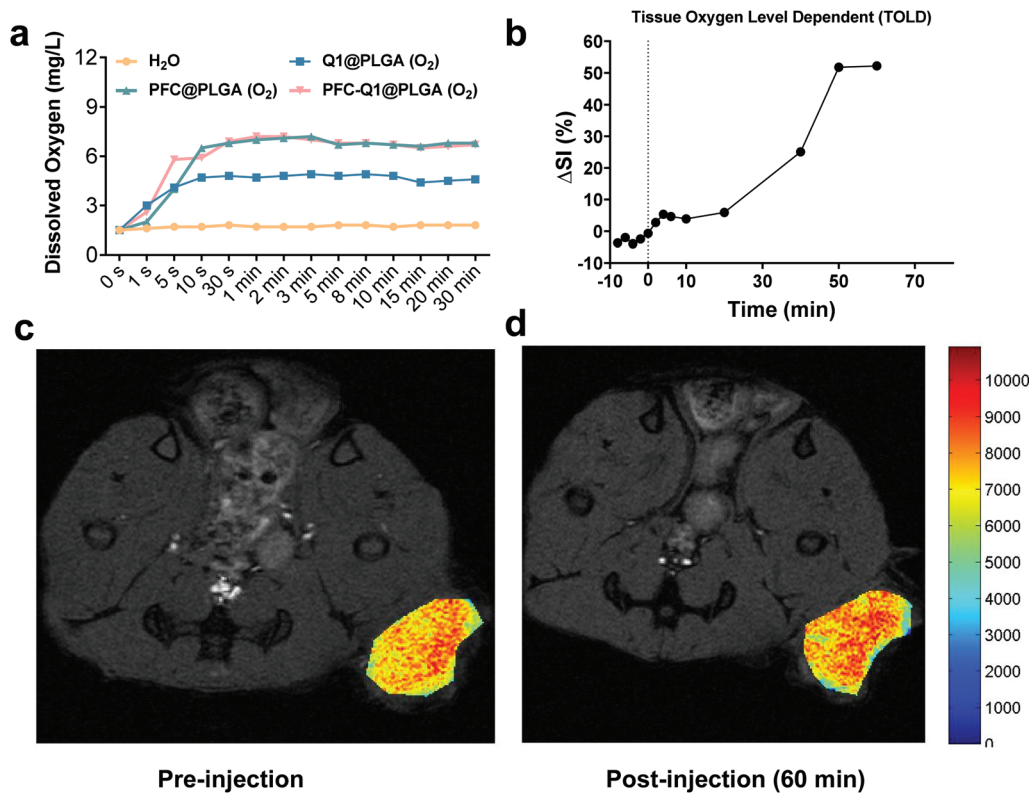 a
Dissolved Oxygen (mg/L)
12
9
6
3
0
H₂O
Q1@PLGA (O₂)
PFC@PLGA (O₂)
PFC-Q1@PLGA (O₂)
0 s
1 s
5 s
10 s
30 s
1 min
2 min
3 min
5 min
8 min
10 min
15 min
20 min
30 min
b
Tissue Oxygen Level Dependent (TOLD)
ΔSI (%)
60
50
40
30
20
10
0
-10
-10
0
10
30
50
70
Time (min)
c
d
10000
9000
8000
7000
6000
5000
4000
3000
2000
1000
0
Pre-injection
Post-injection (60 min)